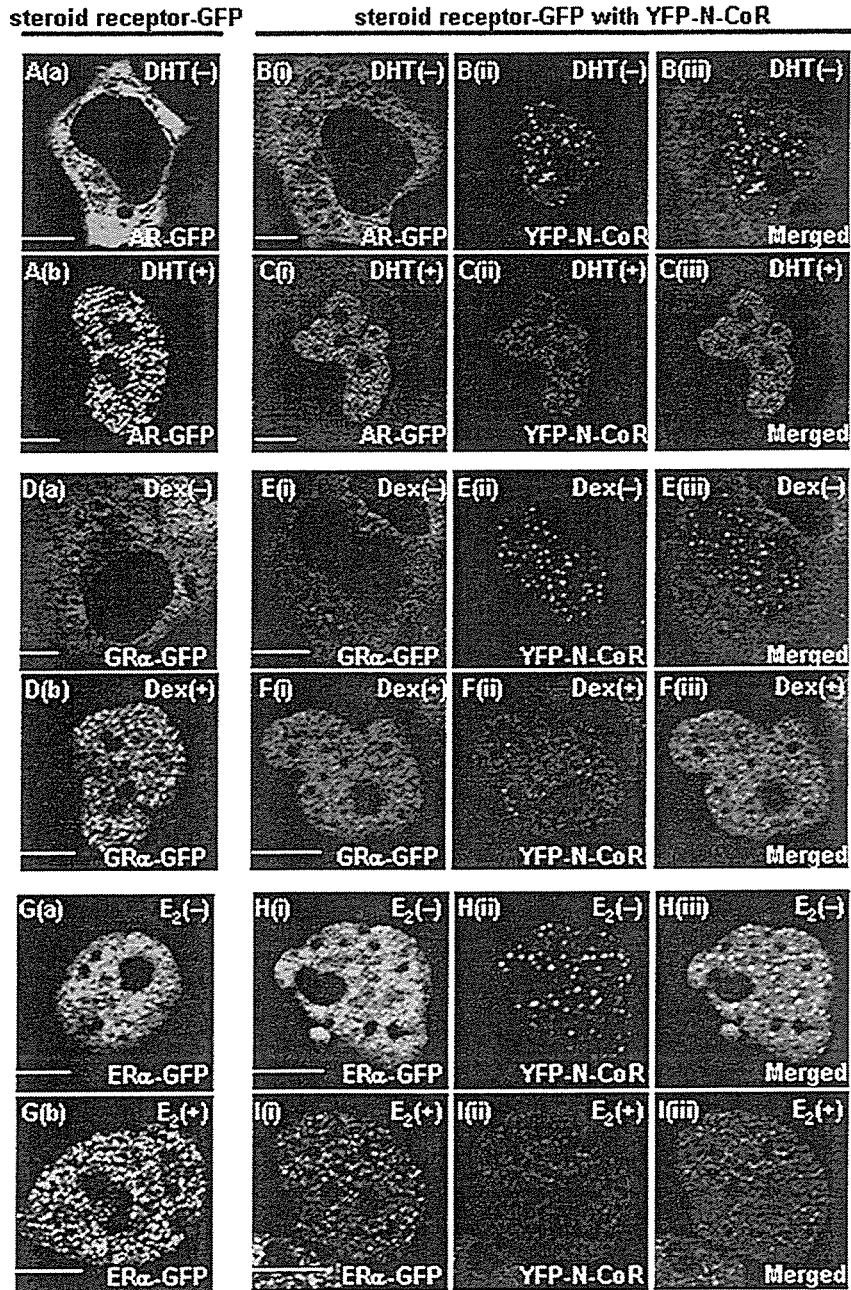 steroid receptor-GFP
steroid receptor-GFP with YFP-N-CoR
A(a) DHT(–)
AR-GFP
B(i) DHT(–)
AR-GFP
B(ii) DHT(–)
YFP-N-CoR
B(iii) DHT(–)
Merged
A(b) DHT(+)
AR-GFP
C(i) DHT(+)
AR-GFP
C(ii) DHT(+)
YFP-N-CoR
C(iii) DHT(+)
Merged
D(a) Dex(–)
GRα-GFP
E(i) Dex(–)
GRα-GFP
E(ii) Dex(–)
YFP-N-CoR
E(iii) Dex(–)
Merged
D(b) Dex(+)
GRα-GFP
F(i) Dex(+)
GRα-GFP
F(ii) Dex(+)
YFP-N-CoR
F(iii) Dex(+)
Merged
G(a) E₂(–)
ERα-GFP
H(i) E₂(–)
ERα-GFP
H(ii) E₂(–)
YFP-N-CoR
H(iii) E₂(–)
Merged
G(b) E₂(+)
ERα-GFP
I(i) E₂(+)
ERα-GFP
I(ii) E₂(+)
YFP-N-CoR
I(iii) E₂(+)
Merged